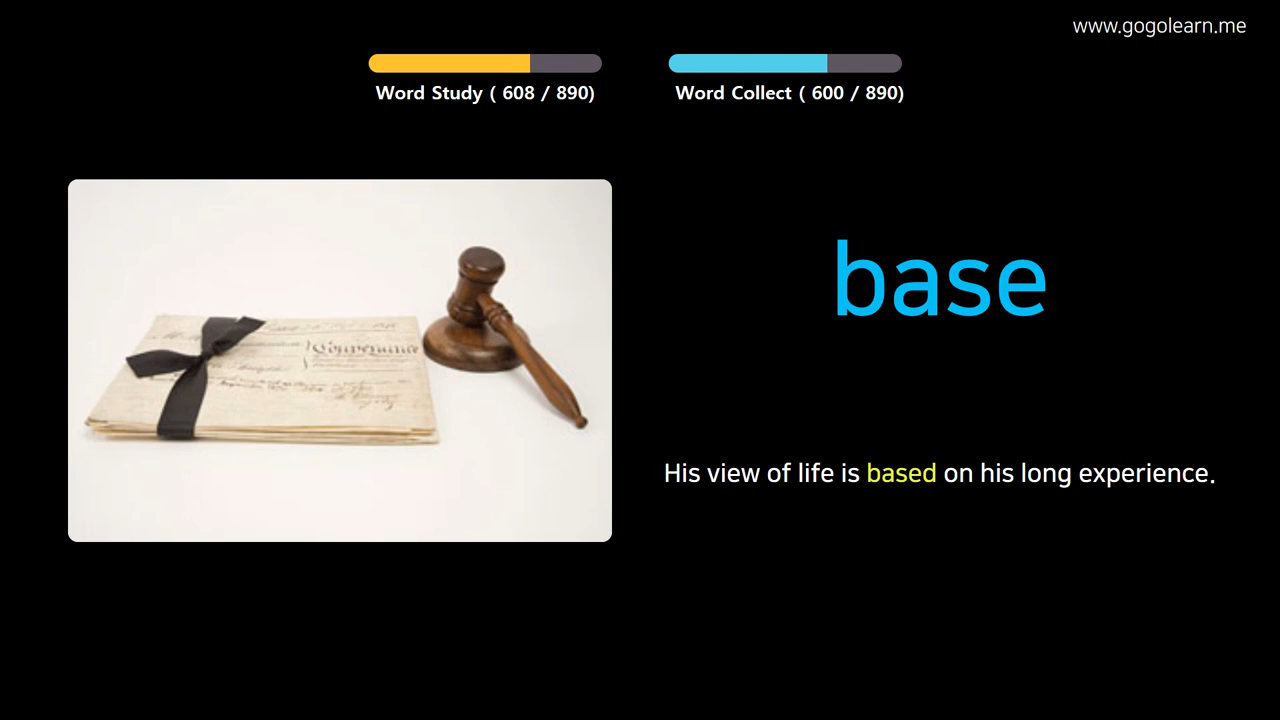 www.gogolearn.me
Word Study ( 608 / 890)
Word Collect ( 600 / 890)
base
Conveyance
His view of life is based on his long experience.